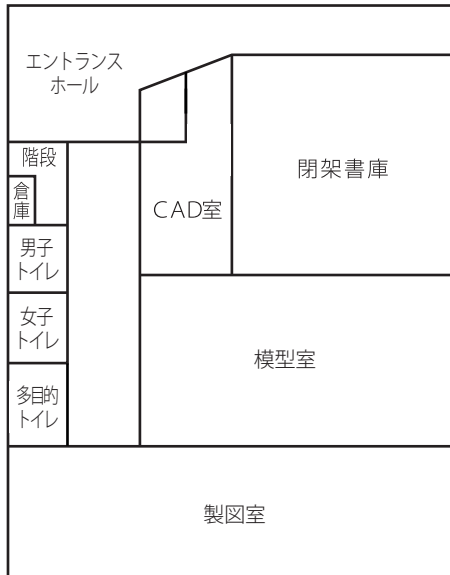 エントランス
ホール
階段
倉
庫
男子
トイレ
女子
トイレ
多目的
トイレ
CAD室
閉架書庫
模型室
製図室